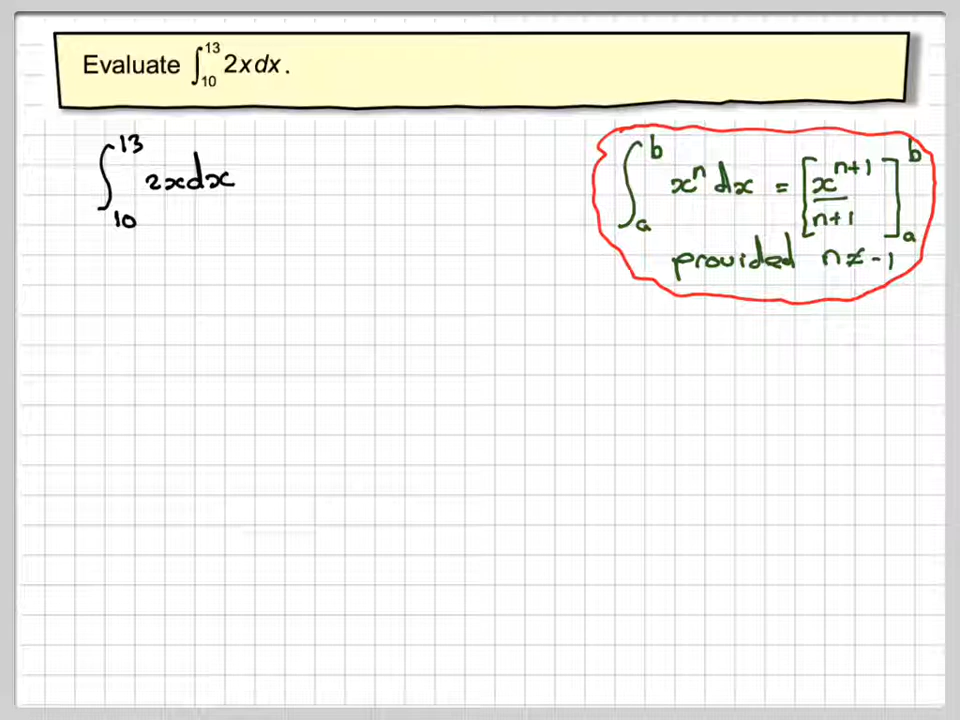 Evaluate ∫₁₀¹³ 2x dx.
∫₁₀¹³ 2x dx
∫ₐᵇ xⁿ dx = [xⁿ⁺¹/n+1]ₐᵇ
provided n ≠ -1